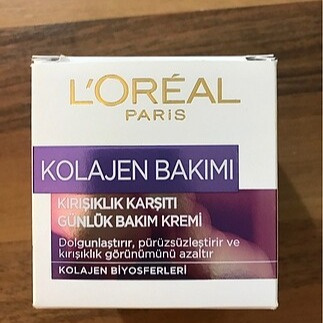 L'ORÉAL
PARIS
KOLAJEN BAKIMI
KIRIŞIKLIK KARŞITI
GÜNLÜK BAKIM KREMİ
Dolgunlaştırır, pürüzsüzleştirir ve
kırışıklık görünümünü azaltır
KOLAJEN BİYOSFERLERİ